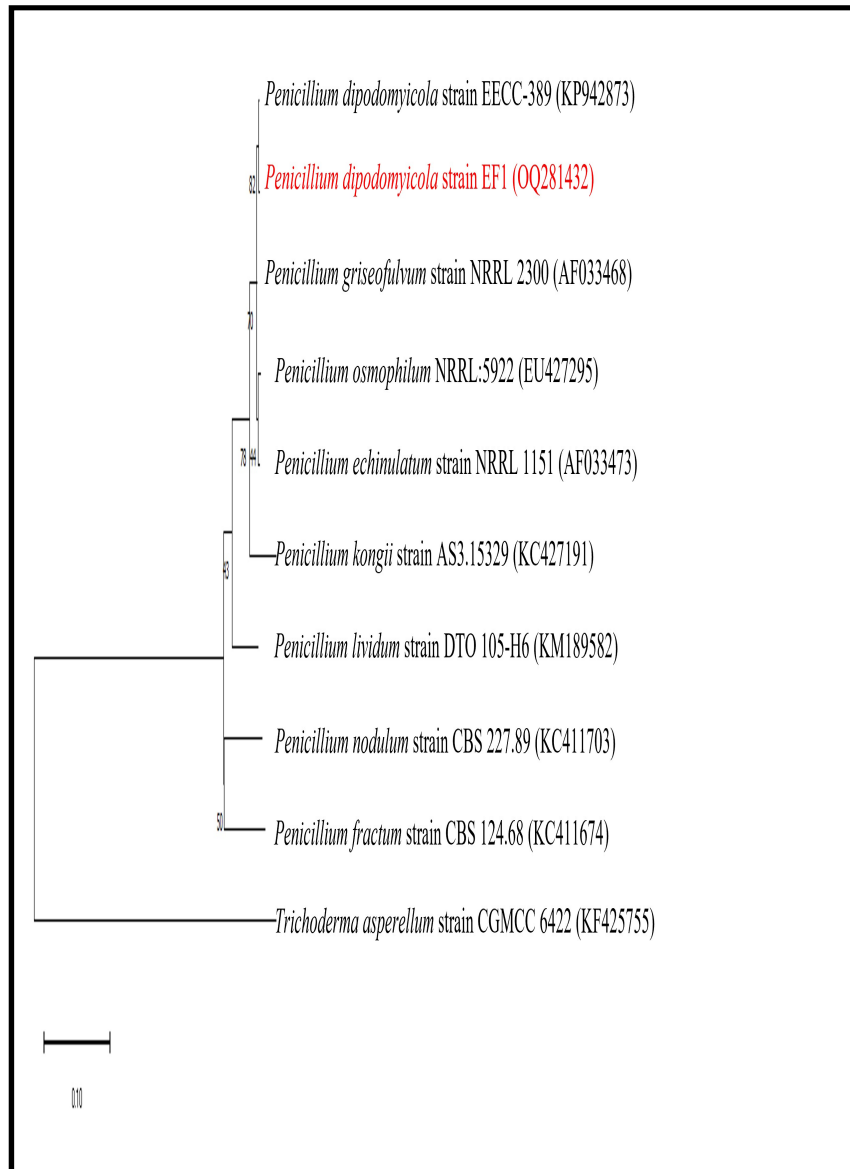 Penicillium dipodomyicola strain EECC-389 (KP942873)
82
Penicillium dipodomyicola strain EF1 (OQ281432)
Penicillium griseofulvum strain NRRL 2300 (AF033468)
70
Penicillium osmophilum NRRL:5922 (EU427295)
78
44
Penicillium echinulatum strain NRRL 1151 (AF033473)
Penicillium kongii strain AS3.15329 (KC427191)
43
Penicillium lividum strain DTO 105-H6 (KM189582)
Penicillium nodulum strain CBS 227.89 (KC411703)
50
Penicillium fractum strain CBS 124.68 (KC411674)
Trichoderma asperellum strain CGMCC 6422 (KF425755)
0.10